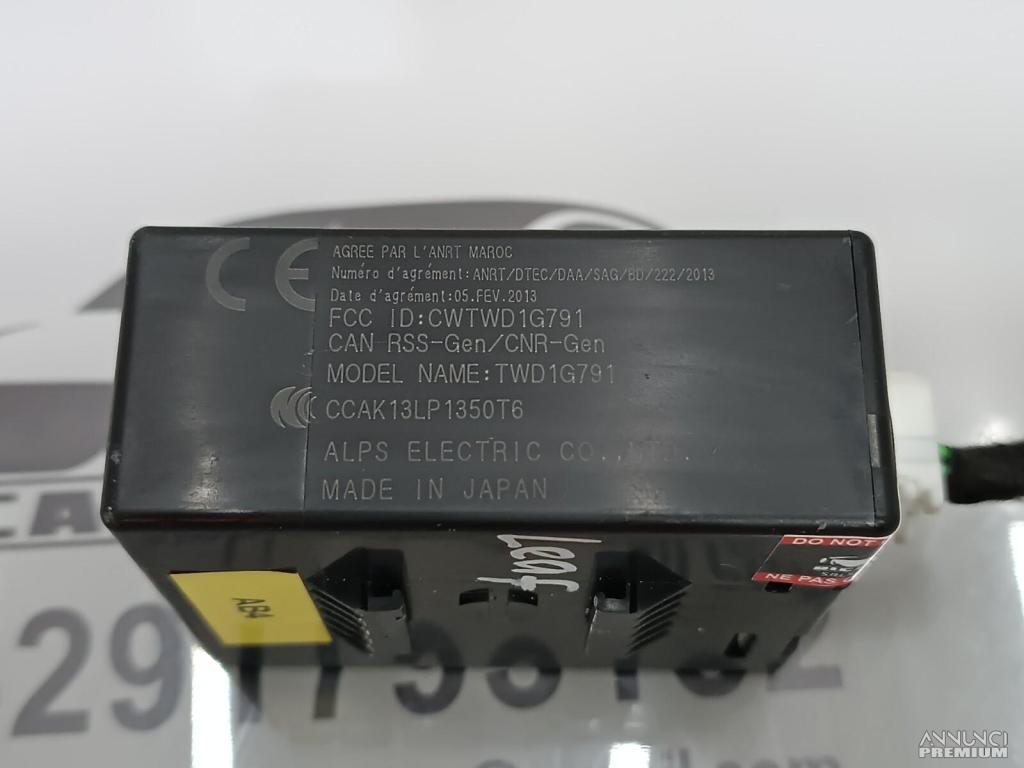 CE
AGREE PAR L'ANRT MAROC
Numéro d'agrément:ANRT/DTEC/DAA/SAG/BD/222/2013
Date d'agrément:05.FEV.2013
FCC ID:CWTWD1G791
CAN RSS-Gen/CNR-Gen
MODEL NAME:TWD1G791
CCAK13LP1350T6
ALPS ELECTRIC CO.,LTD.
MADE IN JAPAN
Leaf
DO NOT
NE PAS
AB4
CA
ANNUNCI
PREMIUM